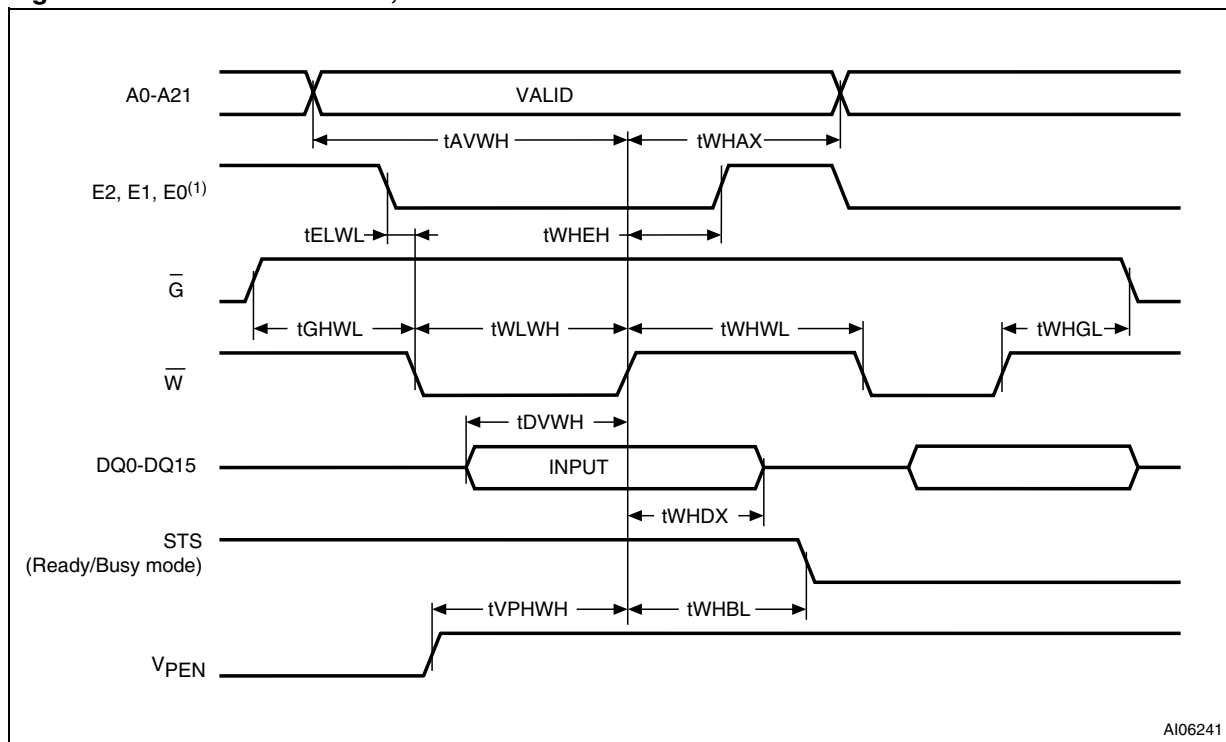 A0-A21
VALID
tAVWH
tWHAX
E2, E1, E0(1)
tELWL
tWHEH
G
tGHWL
tWLWH
tWHWL
tWHGL
W
tDVWH
DQ0-DQ15
INPUT
tWHDX
STS
(Ready/Busy mode)
tVPHWH
tWHBL
VPEN
AI06241